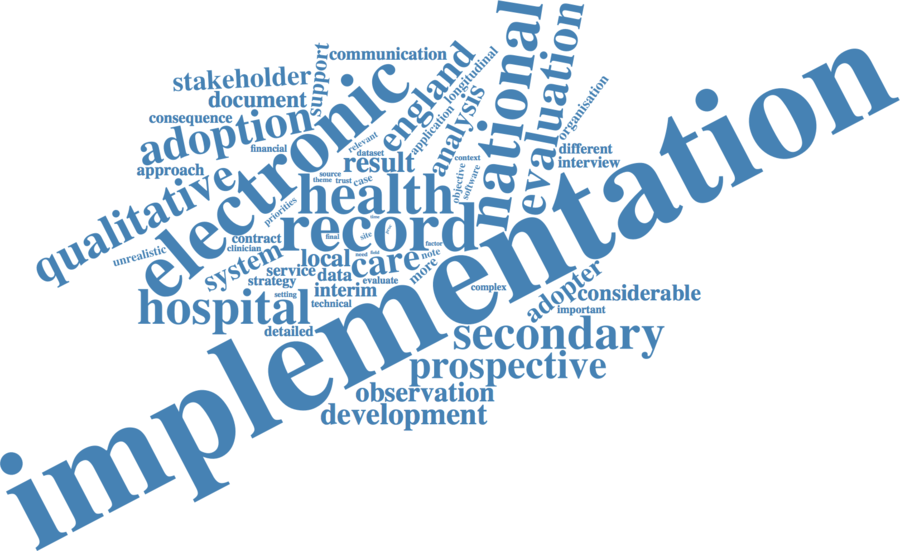 national
evaluation
support
communication
longitudinal
england
stakeholder
electronic
document
analysis
application
organisation
consequence
adoption
relevant
financial
dataset
result
context
different
interview
approach
qualitative
source
theme
trust
case
objective
software
health
priorities
record
final
site
contract
clinician
factor
unrealistic
system
local
need
field
care
note
more
service
data
strategy
evaluate
interim
setting
technical
hospital
detailed
complex
adopter
considerable
important
implementation
secondary
prospective
observation
development